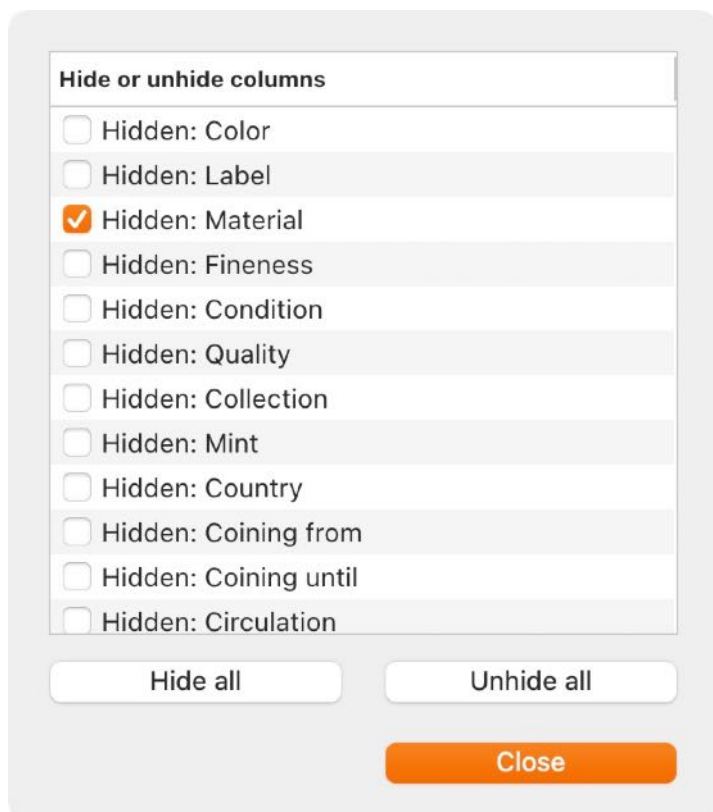 Hide or unhide columns
Hidden: Color
Hidden: Label
Hidden: Material
Hidden: Fineness
Hidden: Condition
Hidden: Quality
Hidden: Collection
Hidden: Mint
Hidden: Country
Hidden: Coining from
Hidden: Coining until
Hidden: Circulation
Hide all
Unhide all
Close